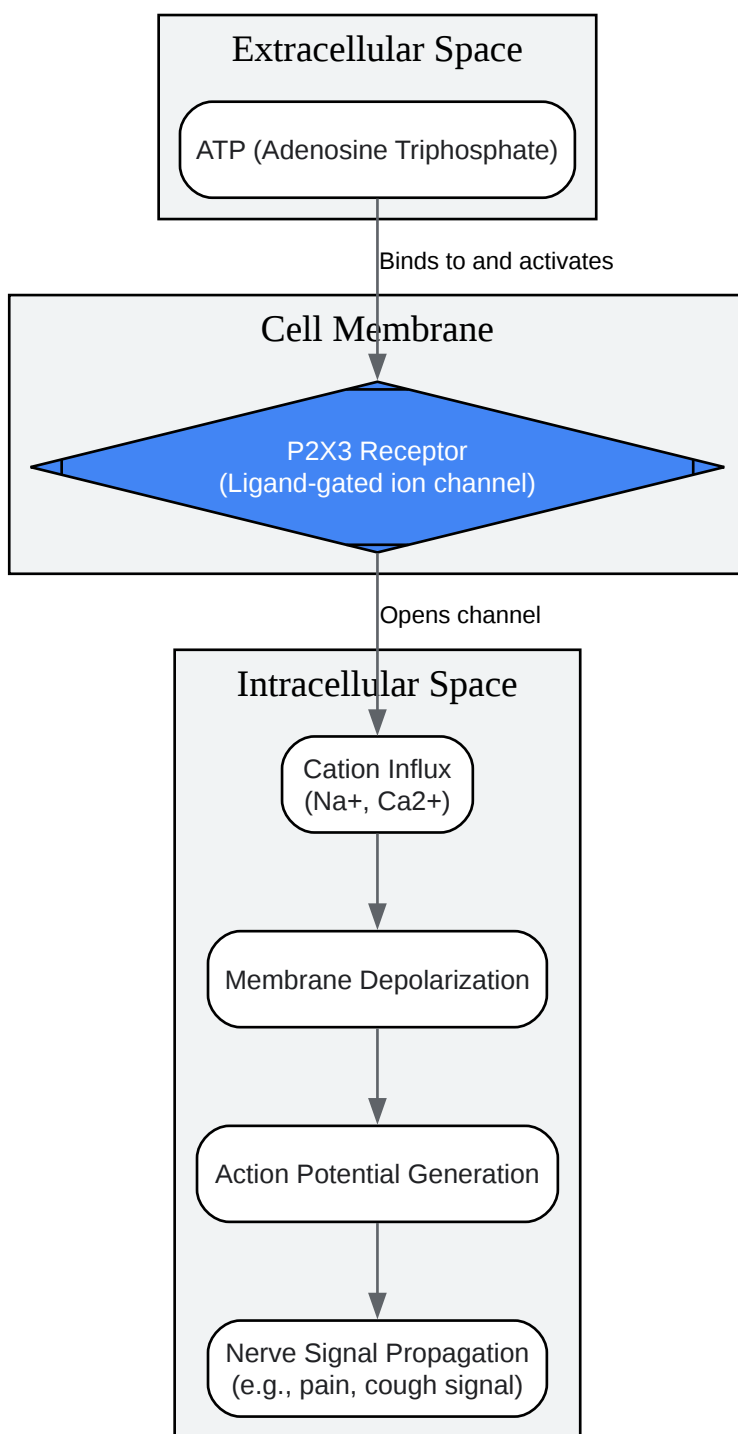 Extracellular Space
ATP (Adenosine Triphosphate)
Binds to and activates
Cell Membrane
P2X3 Receptor
(Ligand-gated ion channel)
Opens channel
Intracellular Space
Cation Influx
(Na+, Ca2+)
Membrane Depolarization
Action Potential Generation
Nerve Signal Propagation
(e.g., pain, cough signal)